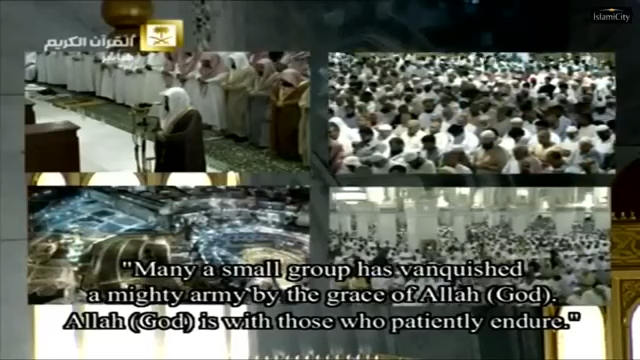 القرآن الكريم
مباشر
IslamiCity
"Many a small group has vanquished
a mighty army by the grace of Allah (God).
Allah (God) is with those who patiently endure."